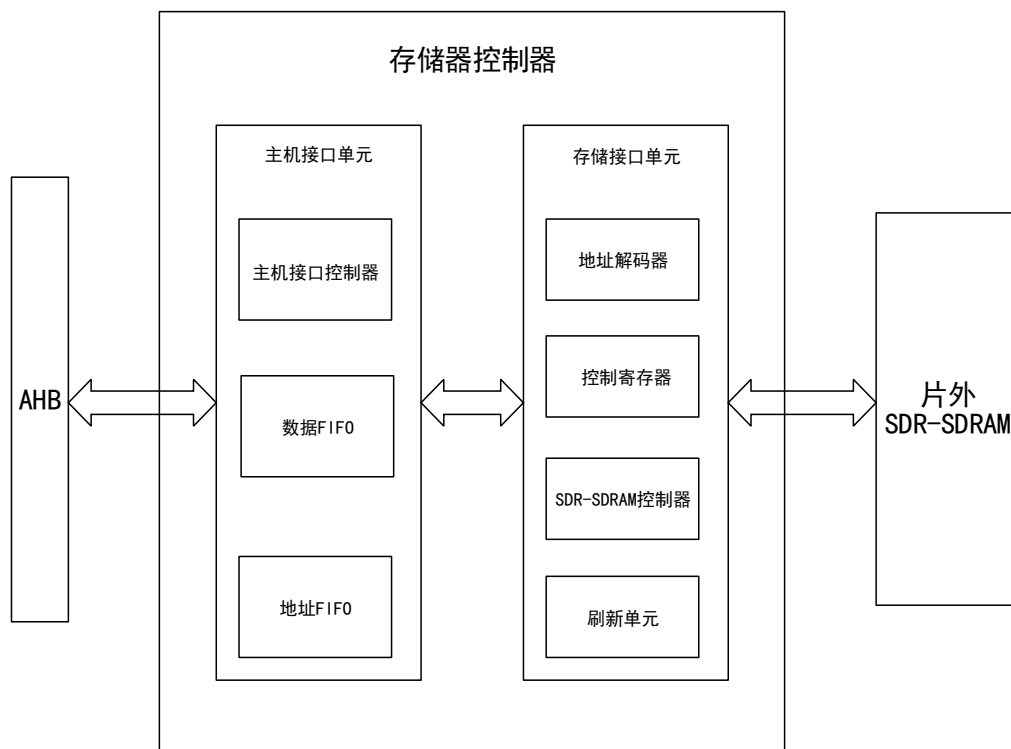 存储器控制器
主机接口单元
主机接口控制器
数据FIFO
地址FIFO
存储接口单元
地址解码器
控制寄存器
SDR-SDRAM控制器
刷新单元
AHB
片外
SDR-SDRAM